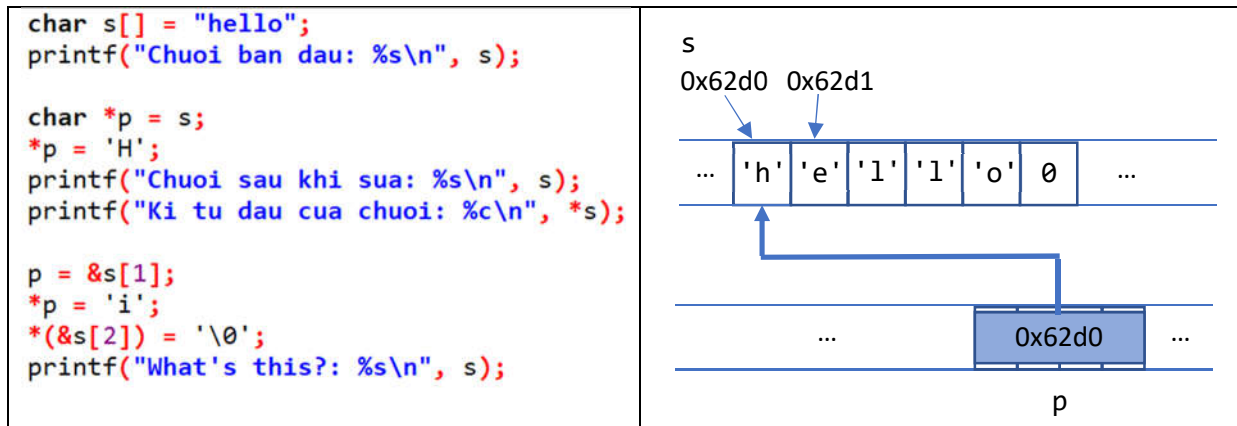 char s[] = "hello";
printf("Chuoi ban dau: %s\n", s);
char *p = s;
*p = 'H';
printf("Chuoi sau khi sua: %s\n", s);
printf("Ki tu dau cua chuoi: %c\n", *s);
p = &s[1];
*p = 'i';
*(&s[2]) = '\0';
printf("What's this?: %s\n", s);
s
0x62d0 0x62d1
... 'h' 'e' 'l' 'l' 'o' 0 ...
... 0x62d0 ...
p